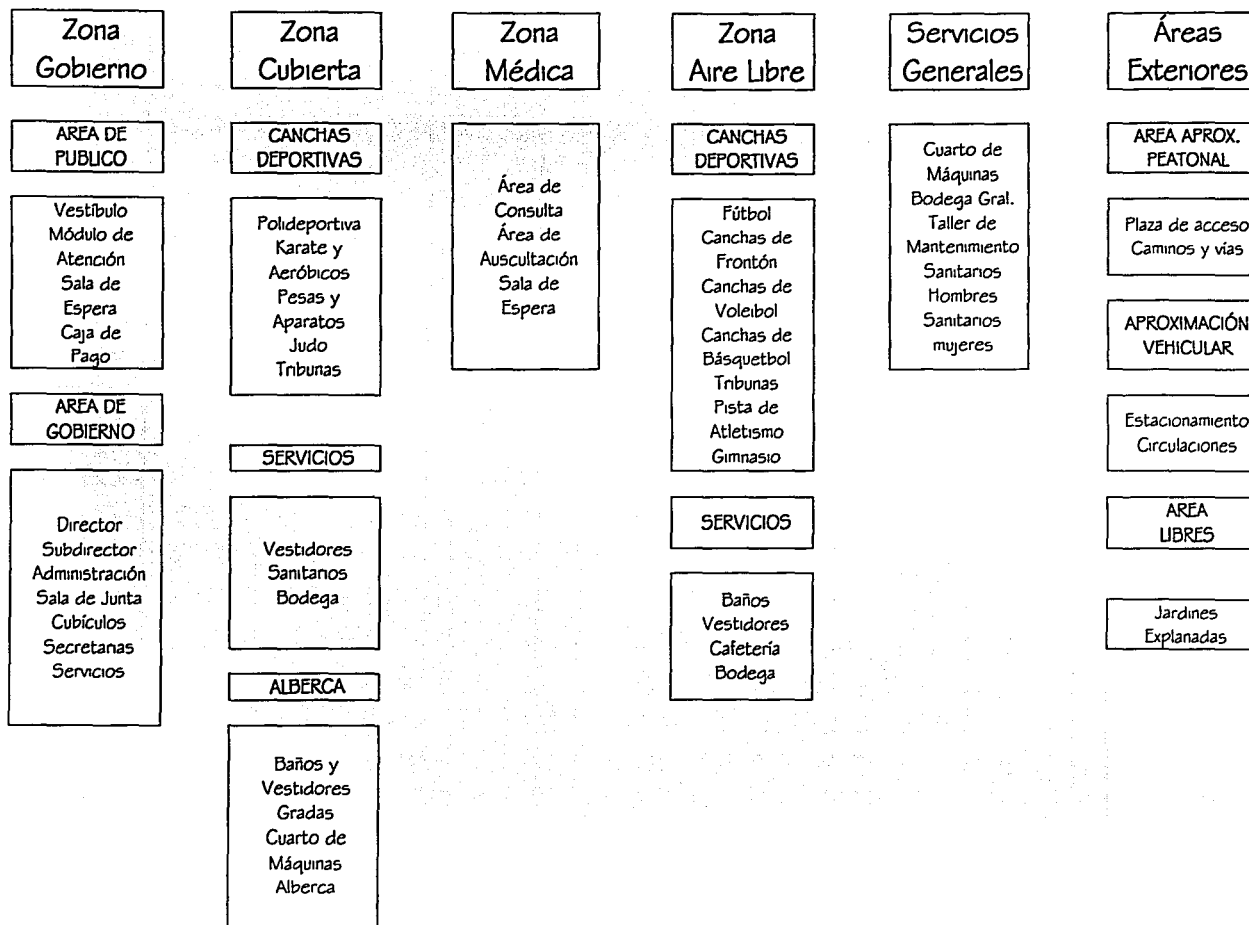 Zona
Gobierno
AREA DE
PUBLICO
Vestíbulo
Módulo de
Atención
Sala de
Espera
Caja de
Pago
AREA DE
GOBIERNO
Director
Subdirector
Administración
Sala de Junta
Cubículos
Secretarias
Servicios
Zona
Cubierta
CANCHAS
DEPORTIVAS
Polideportiva
Karate y
Aeróbicos
Pesas y
Aparatos
Judo
Tribunas
SERVICIOS
Vestidores
Sanitarios
Bodega
ALBERCA
Baños y
Vestidores
Gradas
Cuarto de
Máquinas
Alberca
Zona
Médica
Área de
Consulta
Área de
Auscultación
Sala de
Espera
Zona
Aire Libre
CANCHAS
DEPORTIVAS
Fútbol
Canchas de
Frontón
Canchas de
Voleibol
Canchas de
Básquetbol
Tribunas
Pista de
Atletismo
Gimnasio
SERVICIOS
Baños
Vestidores
Cafetería
Bodega
Servicios
Generales
Cuarto de
Máquinas
Bodega Gral.
Taller de
Mantenimiento
Sanitarios
Hombres
Sanitarios
mujeres
Áreas
Exteriores
AREA APROX.
PEATONAL
Plaza de acceso
Caminos y vías
APROXIMACIÓN
VEHICULAR
Estacionamiento
Circulaciones
AREA
LIBRES
Jardines
Explanadas